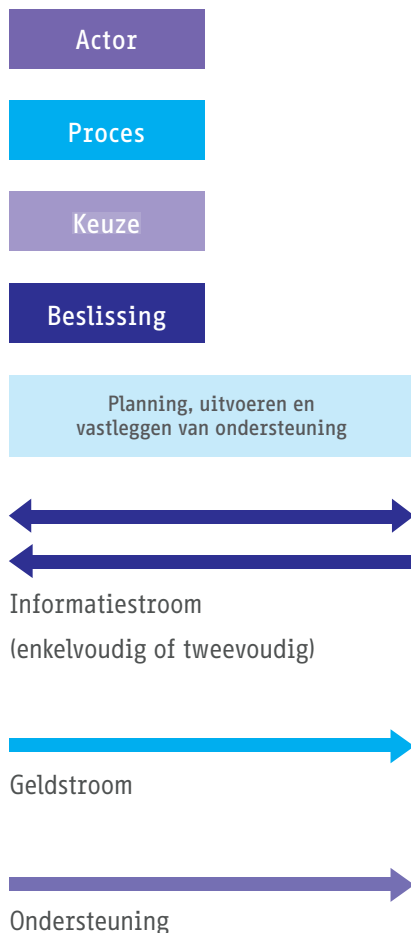 Actor
Proces
Keuze
Beslissing
Planning, uitvoeren en
vastleggen van ondersteuning
Informatiestroom
(enkelvoudig of tweevoudig)
Geldstroom
Ondersteuning